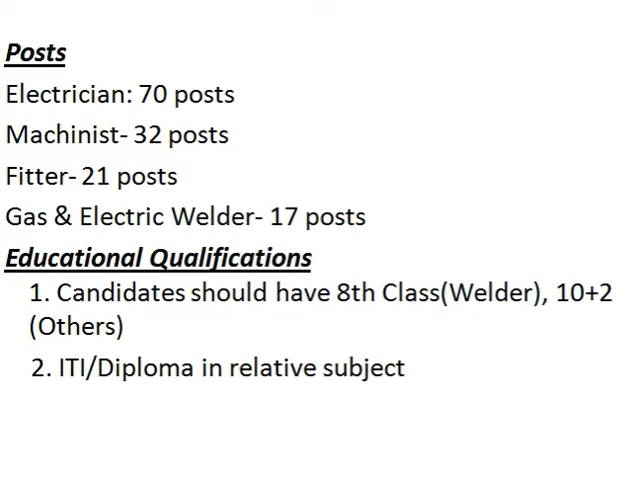 Posts
Electrician: 70 posts
Machinist- 32 posts
Fitter- 21 posts
Gas & Electric Welder- 17 posts
Educational Qualifications
1. Candidates should have 8th Class(Welder), 10+2
(Others)
2. ITI/Diploma in relative subject